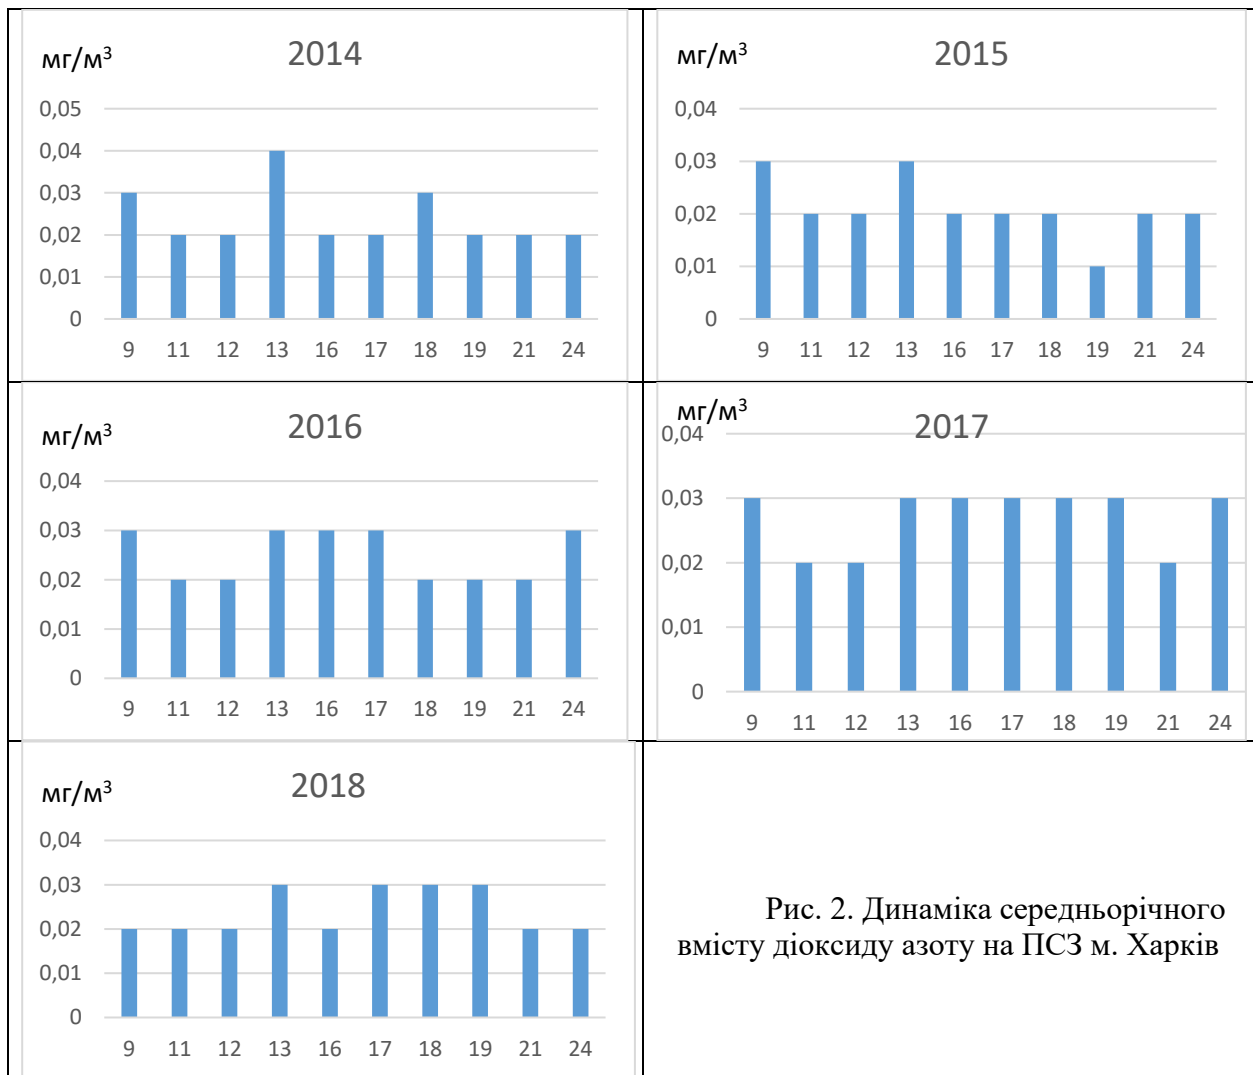 мг/м³ 2014
0,05
0,04
0,03
0,02
0,01
0
9 11 12 13 16 17 18 19 21 24
мг/м³ 2015
0,04
0,03
0,02
0,01
0
9 11 12 13 16 17 18 19 21 24
мг/м³ 2016
0,04
0,03
0,02
0,01
0
9 11 12 13 16 17 18 19 21 24
мг/м³ 2017
0,04
0,03
0,02
0,01
0
9 11 12 13 16 17 18 19 21 24
мг/м³ 2018
0,04
0,03
0,02
0,01
0
9 11 12 13 16 17 18 19 21 24
Рис. 2. Динаміка середньорічного
вмісту діоксиду азоту на ПСЗ м. Харків